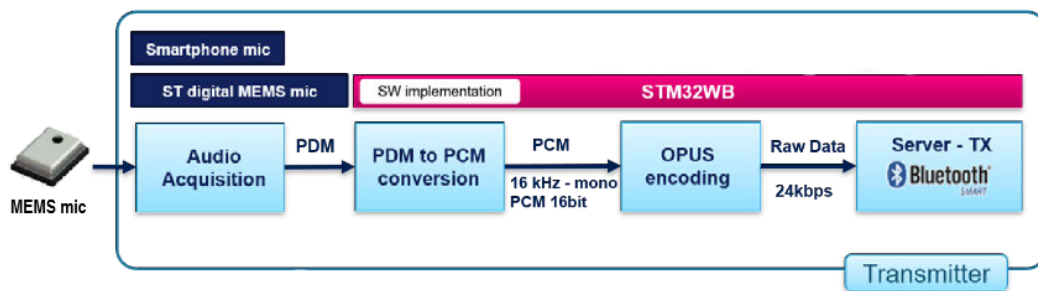 Smartphone mic
ST digital MEMS mic
SW implementation
STM32WB
MEMS mic
Audio
Acquisition
PDM
PDM to PCM
conversion
PCM
16 kHz - mono
PCM 16bit
OPUS
encoding
Raw Data
24kbps
Server - TX
Bluetooth®
SMART
Transmitter